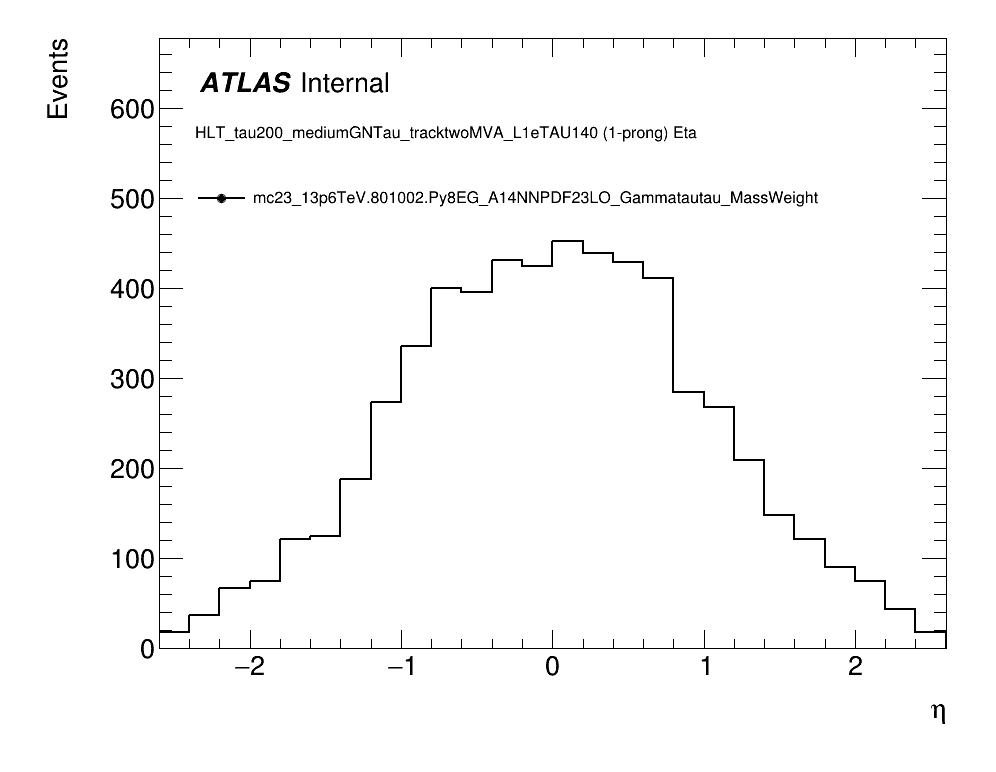 Events
ATLAS Internal
HLT_tau200_mediumGNTau_tracktwoMVA_L1eTAU140 (1-prong) Eta
mc23_13p6TeV.801002.Py8EG_A14NNPDF23LO_Gammatautau_MassWeight
600
500
400
300
200
100
0
−2 −1 0 1 2
η